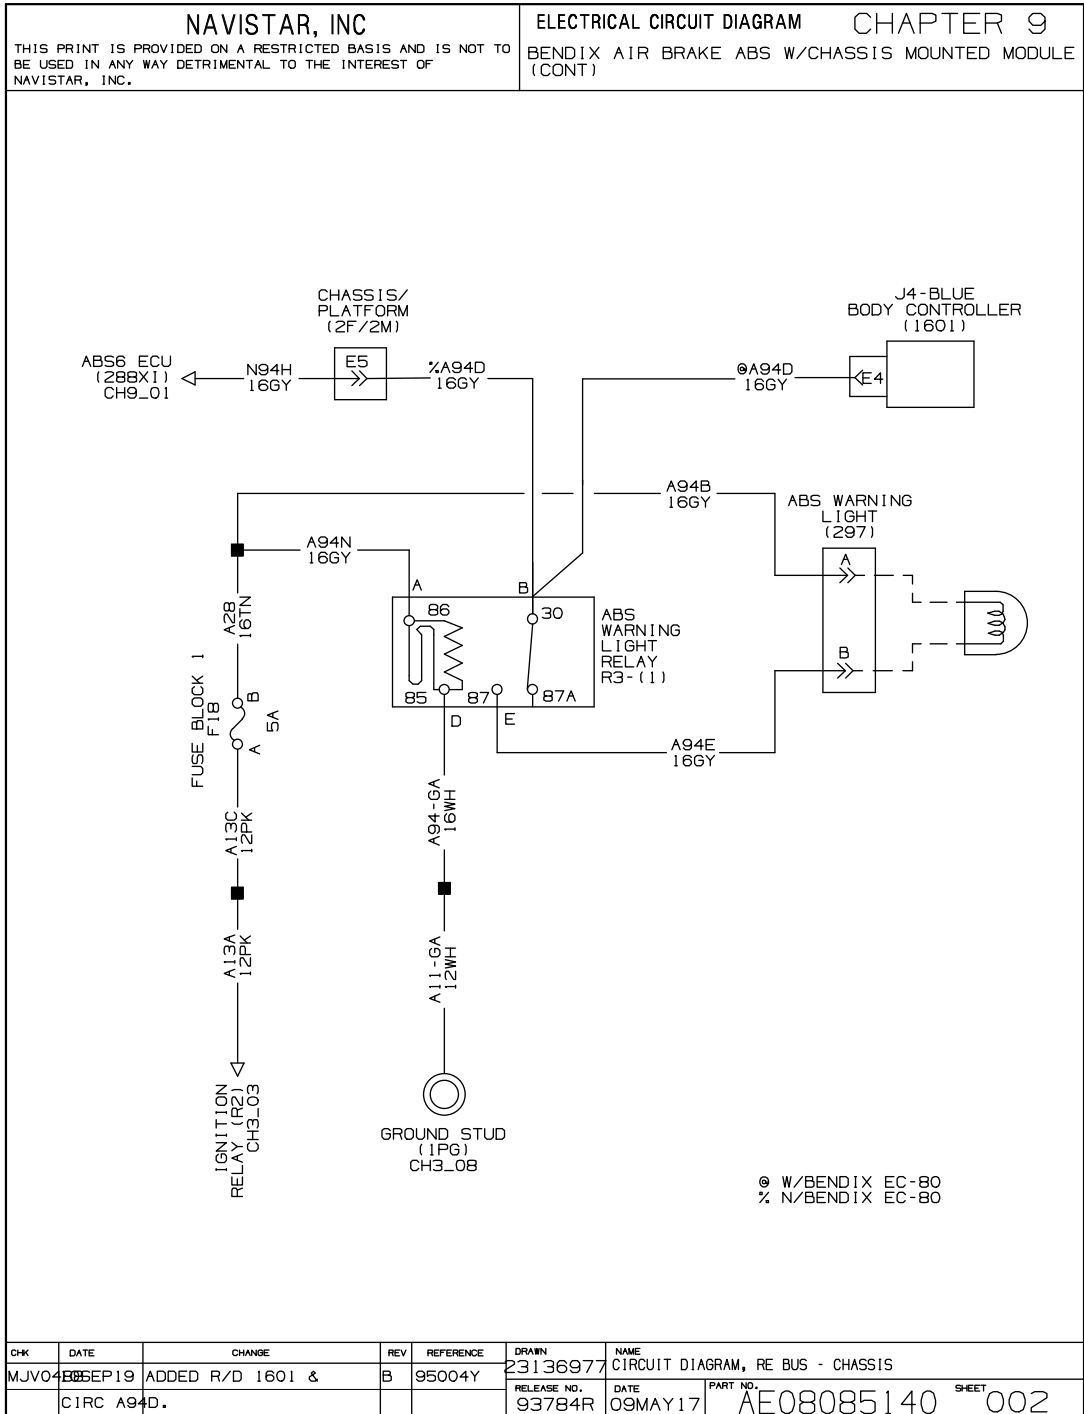 NAVISTAR, INC
THIS PRINT IS PROVIDED ON A RESTRICTED BASIS AND IS NOT TO
BE USED IN ANY WAY DETRIMENTAL TO THE INTEREST OF
NAVISTAR, INC.
ELECTRICAL CIRCUIT DIAGRAM CHAPTER 9
BENDIX AIR BRAKE ABS W/CHASSIS MOUNTED MODULE
(CONT)
CHASSIS/
PLATFORM
(2F/2M)
J4-BLUE
BODY CONTROLLER
(1601)
ABS6 ECU
(288XI)
CH9_01
N94H
16GY
E5
%A94D
16GY
@A94D
16GY
E4
A94B
16GY
ABS WARNING
LIGHT
(297)
A94N
16GY
A
B
A
A28
16TN
86
30
ABS
WARNING
LIGHT
RELAY
R3-(1)
B
85
87
87A
D
E
FUSE BLOCK 1
F18
B
5A
A
A94E
16GY
A13C
12PK
A94-GA
16WH
A13A
12PK
A11-GA
12WH
IGNITION
RELAY (R2)
CH3_03
GROUND STUD
(1PG)
CH3_08
@ W/BENDIX EC-80
% N/BENDIX EC-80
CHK DATE CHANGE REV REFERENCE DRAWN NAME
23136977 CIRCUIT DIAGRAM, RE BUS - CHASSIS
ADDED R/D 1601 & B 95004Y
RELEASE NO. DATE PART NO. SHEET
CIRC A94D. 93784R 09MAY17 AE08085140 002